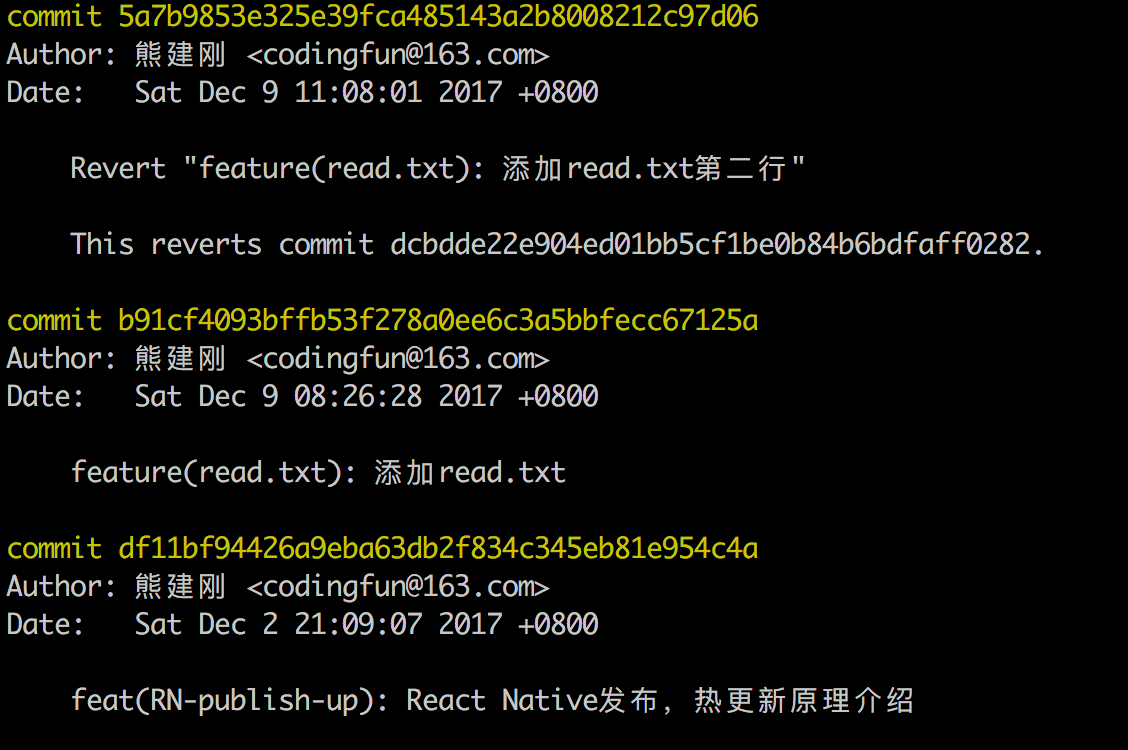 commit 5a7b9853e325e39fca485143a2b8008212c97d06
Author: 熊建刚 <codingfun@163.com>
Date:   Sat Dec 9 11:08:01 2017 +0800
Revert "feature(read.txt): 添加read.txt第二行"
This reverts commit dcbdde22e904ed01bb5cf1be0b84b6bdfaff0282.
commit b91cf4093bffb53f278a0ee6c3a5bbfecc67125a
Author: 熊建刚 <codingfun@163.com>
Date:   Sat Dec 9 08:26:28 2017 +0800
feature(read.txt): 添加read.txt
commit df11bf94426a9eba63db2f834c345eb81e954c4a
Author: 熊建刚 <codingfun@163.com>
Date:   Sat Dec 2 21:09:07 2017 +0800
feat(RN-publish-up): React Native发布, 热更新原理介绍